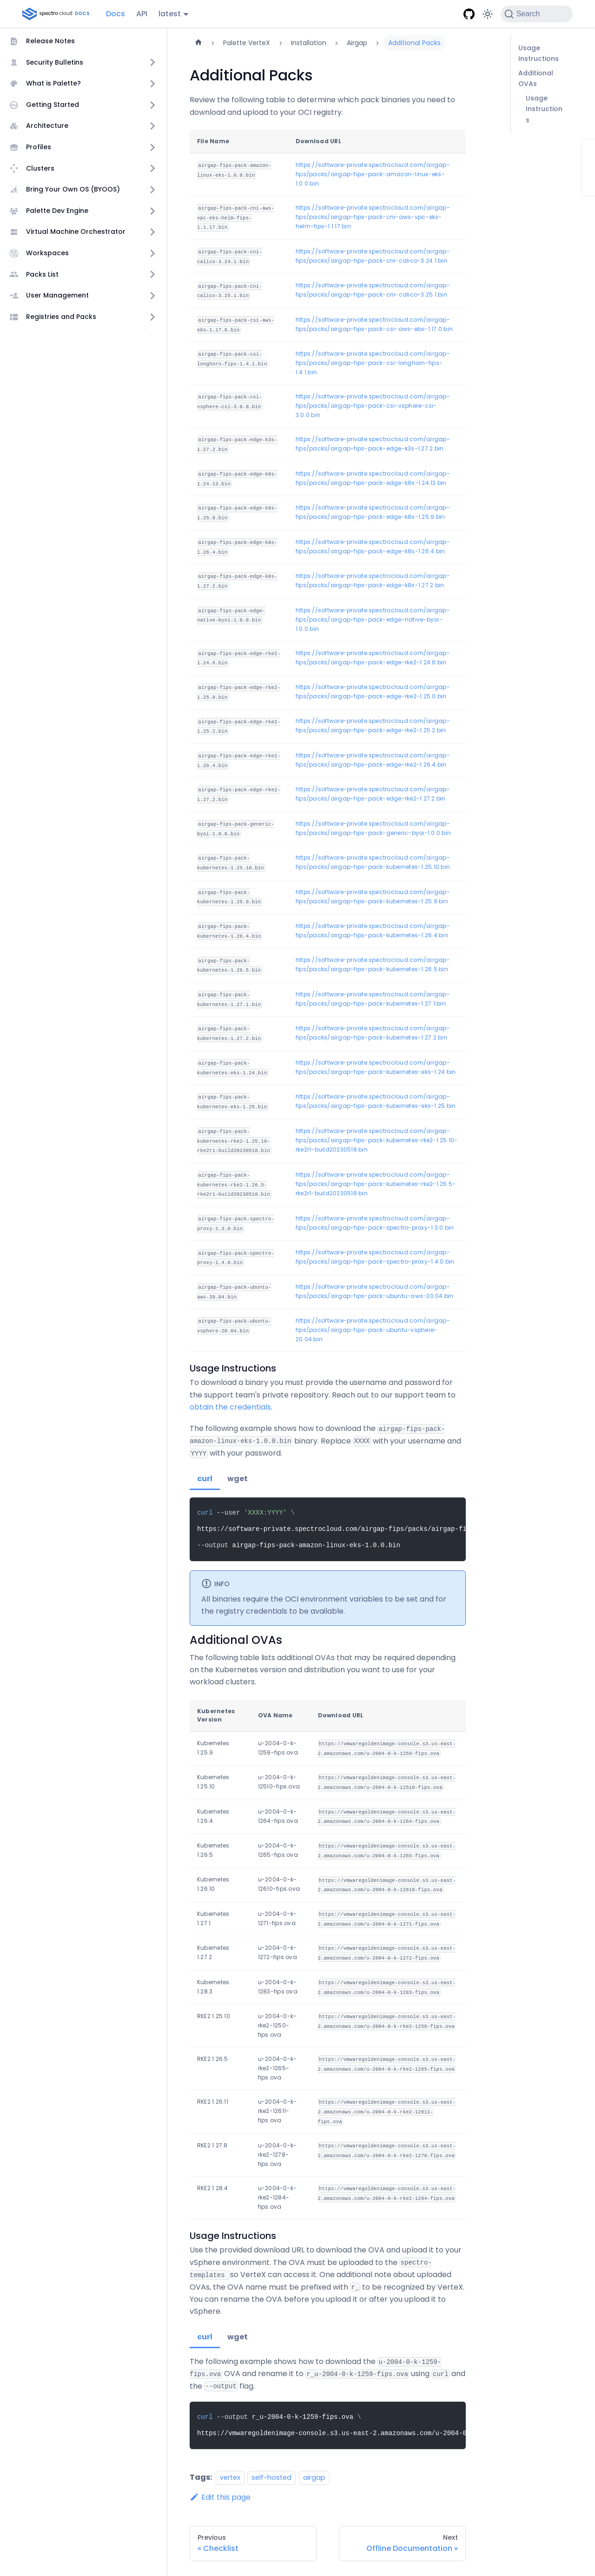 spectro cloud DOCS
Docs
API
latest
Search
Release Notes
Security Bulletins
What is Palette?
Getting Started
Architecture
Profiles
Clusters
Bring Your Own OS (BYOOS)
Palette Dev Engine
Virtual Machine Orchestrator
Workspaces
Packs List
User Management
Registries and Packs
Palette VerteX > Installation > Airgap > Additional Packs
Usage
Instructions
Additional
OVAs
Usage
Instruction
s
Additional Packs
Review the following table to determine which pack binaries you need to
download and upload to your OCI registry.
File Name Download URL
airgap-fips-pack-amazon- https://software-private.spectrocloud.com/airgap-
linux-eks-1.0.0.bin fips/packs/airgap-fips-pack-amazon-linux-eks-
1.0.0.bin
airgap-fips-pack-cni-aws- https://software-private.spectrocloud.com/airgap-
vpc-eks-helm-fips- fips/packs/airgap-fips-pack-cni-aws-vpc-eks-
1.1.17.bin helm-fips-1.1.17.bin
airgap-fips-pack-cni- https://software-private.spectrocloud.com/airgap-
calico-3.24.1.bin fips/packs/airgap-fips-pack-cni-calico-3.24.1.bin
airgap-fips-pack-cni- https://software-private.spectrocloud.com/airgap-
calico-3.25.1.bin fips/packs/airgap-fips-pack-cni-calico-3.25.1.bin
airgap-fips-pack-csi-aws- https://software-private.spectrocloud.com/airgap-
ebs-1.17.0.bin fips/packs/airgap-fips-pack-csi-aws-ebs-1.17.0.bin
airgap-fips-pack-csi- https://software-private.spectrocloud.com/airgap-
longhorn-fips-1.4.1.bin fips/packs/airgap-fips-pack-csi-longhorn-fips-
1.4.1.bin
airgap-fips-pack-csi- https://software-private.spectrocloud.com/airgap-
vsphere-csi-3.0.0.bin fips/packs/airgap-fips-pack-csi-vsphere-csi-
3.0.0.bin
airgap-fips-pack-edge-k3s- https://software-private.spectrocloud.com/airgap-
1.27.2.bin fips/packs/airgap-fips-pack-edge-k3s-1.27.2.bin
airgap-fips-pack-edge-k8s- https://software-private.spectrocloud.com/airgap-
1.24.13.bin fips/packs/airgap-fips-pack-edge-k8s-1.24.13.bin
airgap-fips-pack-edge-k8s- https://software-private.spectrocloud.com/airgap-
1.25.9.bin fips/packs/airgap-fips-pack-edge-k8s-1.25.9.bin
airgap-fips-pack-edge-k8s- https://software-private.spectrocloud.com/airgap-
1.26.4.bin fips/packs/airgap-fips-pack-edge-k8s-1.26.4.bin
airgap-fips-pack-edge-k8s- https://software-private.spectrocloud.com/airgap-
1.27.2.bin fips/packs/airgap-fips-pack-edge-k8s-1.27.2.bin
airgap-fips-pack-edge- https://software-private.spectrocloud.com/airgap-
native-byoi-1.0.0.bin fips/packs/airgap-fips-pack-edge-native-byoi-
1.0.0.bin
airgap-fips-pack-edge-rke2- https://software-private.spectrocloud.com/airgap-
1.24.6.bin fips/packs/airgap-fips-pack-edge-rke2-1.24.6.bin
airgap-fips-pack-edge-rke2- https://software-private.spectrocloud.com/airgap-
1.25.0.bin fips/packs/airgap-fips-pack-edge-rke2-1.25.0.bin
airgap-fips-pack-edge-rke2- https://software-private.spectrocloud.com/airgap-
1.25.2.bin fips/packs/airgap-fips-pack-edge-rke2-1.25.2.bin
airgap-fips-pack-edge-rke2- https://software-private.spectrocloud.com/airgap-
1.26.4.bin fips/packs/airgap-fips-pack-edge-rke2-1.26.4.bin
airgap-fips-pack-edge-rke2- https://software-private.spectrocloud.com/airgap-
1.27.2.bin fips/packs/airgap-fips-pack-edge-rke2-1.27.2.bin
airgap-fips-pack-generic- https://software-private.spectrocloud.com/airgap-
byoi-1.0.0.bin fips/packs/airgap-fips-pack-generic-byoi-1.0.0.bin
airgap-fips-pack- https://software-private.spectrocloud.com/airgap-
kubernetes-1.25.10.bin fips/packs/airgap-fips-pack-kubernetes-1.25.10.bin
airgap-fips-pack- https://software-private.spectrocloud.com/airgap-
kubernetes-1.25.9.bin fips/packs/airgap-fips-pack-kubernetes-1.25.9.bin
airgap-fips-pack- https://software-private.spectrocloud.com/airgap-
kubernetes-1.26.4.bin fips/packs/airgap-fips-pack-kubernetes-1.26.4.bin
airgap-fips-pack- https://software-private.spectrocloud.com/airgap-
kubernetes-1.26.5.bin fips/packs/airgap-fips-pack-kubernetes-1.26.5.bin
airgap-fips-pack- https://software-private.spectrocloud.com/airgap-
kubernetes-1.27.1.bin fips/packs/airgap-fips-pack-kubernetes-1.27.1.bin
airgap-fips-pack- https://software-private.spectrocloud.com/airgap-
kubernetes-1.27.2.bin fips/packs/airgap-fips-pack-kubernetes-1.27.2.bin
airgap-fips-pack- https://software-private.spectrocloud.com/airgap-
kubernetes-eks-1.24.bin fips/packs/airgap-fips-pack-kubernetes-eks-1.24.bin
airgap-fips-pack- https://software-private.spectrocloud.com/airgap-
kubernetes-eks-1.25.bin fips/packs/airgap-fips-pack-kubernetes-eks-1.25.bin
airgap-fips-pack- https://software-private.spectrocloud.com/airgap-
kubernetes-rke2-1.25.10- fips/packs/airgap-fips-pack-kubernetes-rke2-1.25.10-
rke2r1-build20230518.bin rke2r1-build20230518.bin
airgap-fips-pack- https://software-private.spectrocloud.com/airgap-
kubernetes-rke2-1.26.5- fips/packs/airgap-fips-pack-kubernetes-rke2-1.26.5-
rke2r1-build20230518.bin rke2r1-build20230518.bin
airgap-fips-pack-spectro- https://software-private.spectrocloud.com/airgap-
proxy-1.3.0.bin fips/packs/airgap-fips-pack-spectro-proxy-1.3.0.bin
airgap-fips-pack-spectro- https://software-private.spectrocloud.com/airgap-
proxy-1.4.0.bin fips/packs/airgap-fips-pack-spectro-proxy-1.4.0.bin
airgap-fips-pack-ubuntu- https://software-private.spectrocloud.com/airgap-
aws-20.04.bin fips/packs/airgap-fips-pack-ubuntu-aws-20.04.bin
airgap-fips-pack-ubuntu- https://software-private.spectrocloud.com/airgap-
vsphere-20.04.bin fips/packs/airgap-fips-pack-ubuntu-vsphere-
20.04.bin
Usage Instructions
To download a binary you must provide the username and password for
the support team's private repository. Reach out to our support team to
obtain the credentials.
The following example shows how to download the airgap-fips-pack-
amazon-linux-eks-1.0.0.bin binary. Replace XXXX with your username and
YYYY with your password.
curl wget
curl --user 'XXXX:YYYY' \
https://software-private.spectrocloud.com/airgap-fips/packs/airgap-fi
--output airgap-fips-pack-amazon-linux-eks-1.0.0.bin
INFO
All binaries require the OCI environment variables to be set and for
the registry credentials to be available.
Additional OVAs
The following table lists additional OVAs that may be required depending
on the Kubernetes version and distribution you want to use for your
workload clusters.
Kubernetes Version OVA Name Download URL
Kubernetes u-2004-0-k- https://vmwaregoldenimage-console.s3.us-east-
1.25.9 1259-fips.ova 2.amazonaws.com/u-2004-0-k-1259-fips.ova
Kubernetes u-2004-0-k- https://vmwaregoldenimage-console.s3.us-east-
1.25.10 12510-fips.ova 2.amazonaws.com/u-2004-0-k-12510-fips.ova
Kubernetes u-2004-0-k- https://vmwaregoldenimage-console.s3.us-east-
1.26.4 1264-fips.ova 2.amazonaws.com/u-2004-0-k-1264-fips.ova
Kubernetes u-2004-0-k- https://vmwaregoldenimage-console.s3.us-east-
1.26.5 1265-fips.ova 2.amazonaws.com/u-2004-0-k-1265-fips.ova
Kubernetes u-2004-0-k- https://vmwaregoldenimage-console.s3.us-east-
1.26.10 12610-fips.ova 2.amazonaws.com/u-2004-0-k-12610-fips.ova
Kubernetes u-2004-0-k- https://vmwaregoldenimage-console.s3.us-east-
1.27.1 1271-fips.ova 2.amazonaws.com/u-2004-0-k-1271-fips.ova
Kubernetes u-2004-0-k- https://vmwaregoldenimage-console.s3.us-east-
1.27.2 1272-fips.ova 2.amazonaws.com/u-2004-0-k-1272-fips.ova
Kubernetes u-2004-0-k- https://vmwaregoldenimage-console.s3.us-east-
1.28.3 1283-fips.ova 2.amazonaws.com/u-2004-0-k-1283-fips.ova
RKE2 1.25.10 u-2004-0-k- https://vmwaregoldenimage-console.s3.us-east-
rke2-1250- 2.amazonaws.com/u-2004-0-k-rke2-1250-fips.ova
fips.ova
RKE2 1.26.5 u-2004-0-k- https://vmwaregoldenimage-console.s3.us-east-
rke2-1265- 2.amazonaws.com/u-2004-0-k-rke2-1265-fips.ova
fips.ova
RKE2 1.26.11 u-2004-0-k- https://vmwaregoldenimage-console.s3.us-east-
rke2-12611- 2.amazonaws.com/u-2004-0-k-rke2-12611-
fips.ova fips.ova
RKE2 1.27.8 u-2004-0-k- https://vmwaregoldenimage-console.s3.us-east-
rke2-1278- 2.amazonaws.com/u-2004-0-k-rke2-1278-fips.ova
fips.ova
RKE2 1.28.4 u-2004-0-k- https://vmwaregoldenimage-console.s3.us-east-
rke2-1284- 2.amazonaws.com/u-2004-0-k-rke2-1284-fips.ova
fips.ova
Usage Instructions
Use the provided download URL to download the OVA and upload it to your
vSphere environment. The OVA must be uploaded to the spectro-
templates so VerteX can access it. One additional note about uploaded
OVAs, the OVA name must be prefixed with r_ to be recognized by VerteX.
You can rename the OVA before you upload it or after you upload it to
vSphere.
curl wget
The following example shows how to download the u-2004-0-k-1259-
fips.ova OVA and rename it to r_u-2004-0-k-1259-fips.ova using curl and
the --output flag.
curl --output r_u-2004-0-k-1259-fips.ova \
https://vmwaregoldenimage-console.s3.us-east-2.amazonaws.com/u-2004-0
Tags: vertex self-hosted airgap
Edit this page
Previous
« Checklist
Next
Offline Documentation »